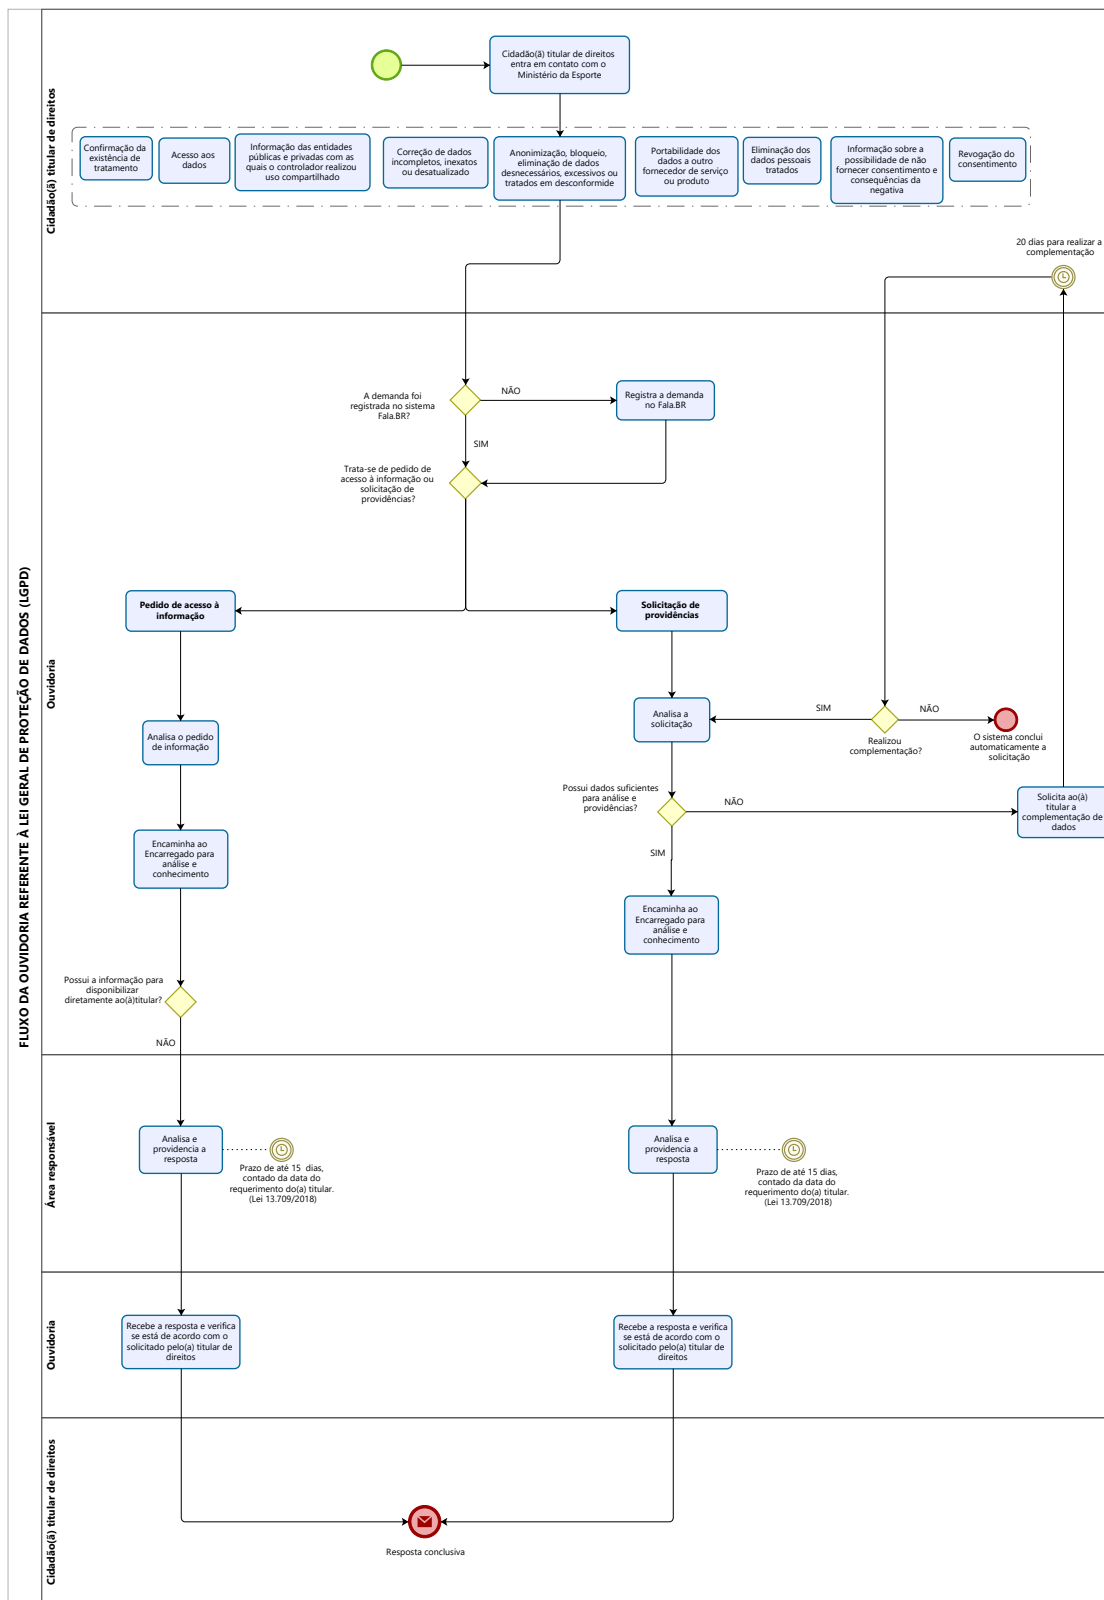 FLUXO DA OUVIDORIA REFERENTE À LEI GERAL DE PROTEÇÃO DE DADOS (LGPD)
Cidadão(ã) titular de direitos
Cidadão(ã) titular de direitos
entra em contato com o
Ministério da Esporte
Confirmação da
existência de
tratamento
Acesso aos
dados
Informação das entidades
públicas e privadas com as
quais o controlador realizou
uso compartilhado
Correção de dados
incompletos, inexatos
ou desatualizado
Anonimização, bloqueio,
eliminação de dados
desnecessários, excessivos ou
tratados em desconformide
Portabilidade dos
dados a outro
fornecedor de serviço
ou produto
Eliminação dos
dados pessoais
tratados
Informação sobre a
possibilidade de não
fornecer consentimento e
consequências da
negativa
Revogação do
consentimento
20 dias para realizar a
complementação
Ouvidoria
A demanda foi
registrada no sistema
Fala.BR?
NÃO
Registra a demanda
no Fala.BR
SIM
Trata-se de pedido de
acesso à informação ou
solicitação de
providências?
Pedido de acesso à
informação
Solicitação de
providências
Analisa o pedido
de informação
Analisa a
solicitação
SIM
NÃO
Realizou
complementação?
O sistema conclui
automaticamente a
solicitação
Possui dados suficientes
para análise e
providências?
NÃO
Solicita ao(à)
titular a
complementação de
dados
SIM
Encaminha ao
Encarregado para
análise e
conhecimento
Encaminha ao
Encarregado para
análise e
conhecimento
Possui a informação para
disponibilizar
diretamente ao(à)titular?
NÃO
Área responsável
Analisa e
providencia a
resposta
Prazo de até 15 dias,
contado da data do
requerimento do(a) titular.
(Lei 13.709/2018)
Analisa e
providencia a
resposta
Prazo de até 15 dias,
contado da data do
requerimento do(a) titular.
(Lei 13.709/2018)
Ouvidoria
Recebe a resposta e verifica
se está de acordo com o
solicitado pelo(a) titular de
direitos
Recebe a resposta e verifica
se está de acordo com o
solicitado pelo(a) titular de
direitos
Cidadão(ã) titular de direitos
Resposta conclusiva